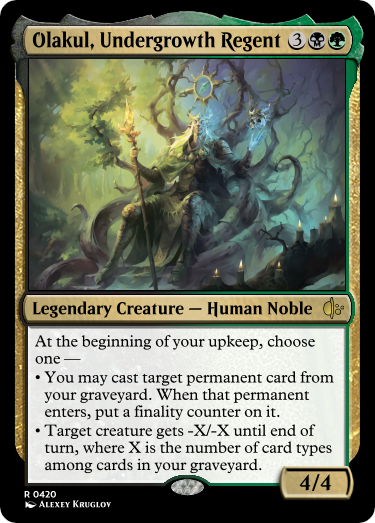 Olakul, Undergrowth Regent 3
Legendary Creature — Human Noble
At the beginning of your upkeep, choose
one —
• You may cast target permanent card from
your graveyard. When that permanent
enters, put a finality counter on it.
• Target creature gets -X/-X until end of
turn, where X is the number of card types
among cards in your graveyard.
4/4
R 0420
Alexey Kruglov